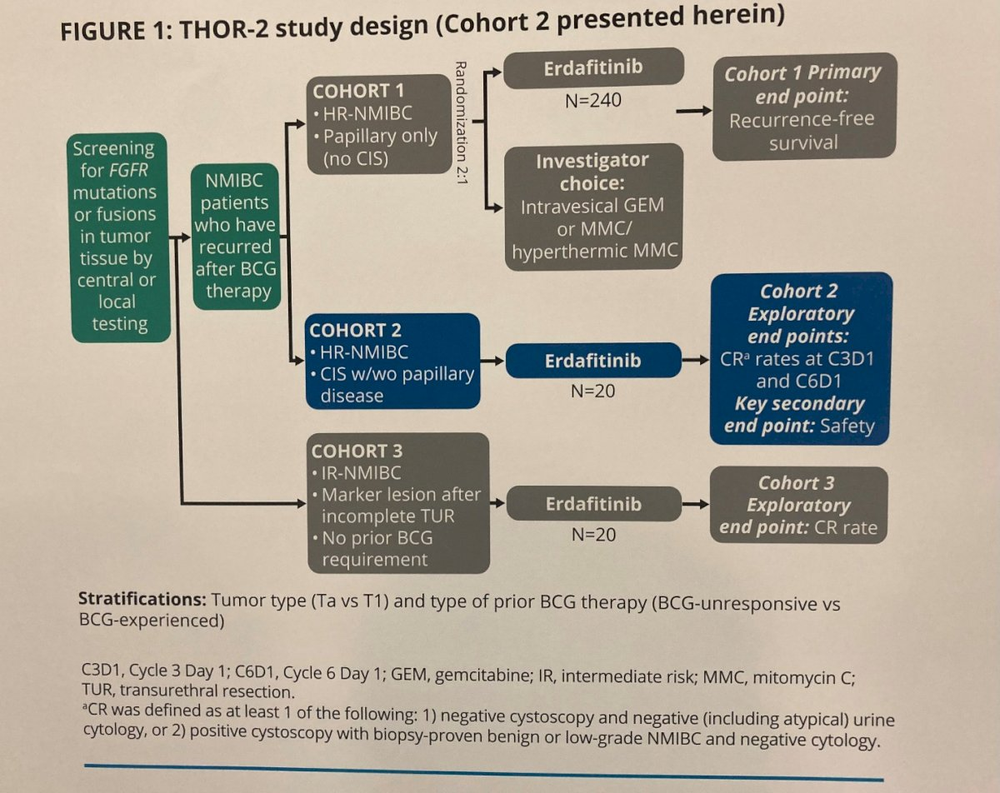 FIGURE 1: THOR-2 study design (Cohort 2 presented herein)
Screening
for FGFR
mutations
or fusions
in tumor
tissue by
central or
local
testing
NMIBC
patients
who have
recurred
after BCG
therapy
COHORT 1
• HR-NMIBC
• Papillary only
(no CIS)
Randomization 2:1
Erdafitinib
N=240
Investigator
choice:
Intravesical GEM
or MMC/
hyperthermic MMC
Cohort 1 Primary
end point:
Recurrence-free
survival
COHORT 2
• HR-NMIBC
• CIS w/wo papillary
disease
Erdafitinib
N=20
Cohort 2
Exploratory
end points:
CRᵃ rates at C3D1
and C6D1
Key secondary
end point: Safety
COHORT 3
• IR-NMIBC
• Marker lesion after
incomplete TUR
• No prior BCG
requirement
Erdafitinib
N=20
Cohort 3
Exploratory
end point: CR rate
Stratifications: Tumor type (Ta vs T1) and type of prior BCG therapy (BCG-unresponsive vs
BCG-experienced)
C3D1, Cycle 3 Day 1; C6D1, Cycle 6 Day 1; GEM, gemcitabine; IR, intermediate risk; MMC, mitomycin C;
TUR, transurethral resection.
ᵃCR was defined as at least 1 of the following: 1) negative cystoscopy and negative (including atypical) urine
cytology, or 2) positive cystoscopy with biopsy-proven benign or low-grade NMIBC and negative cytology.